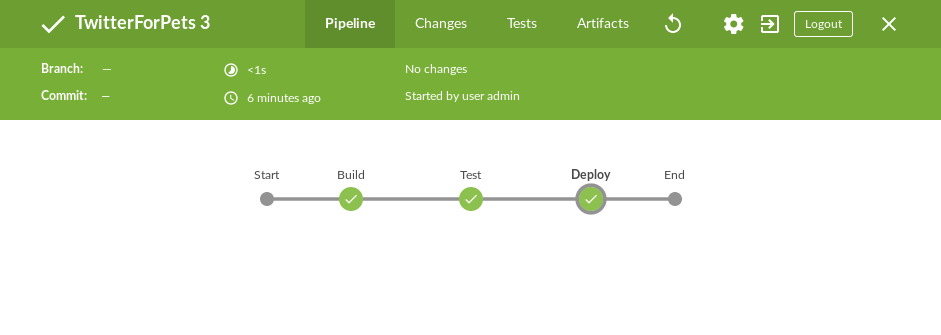 TwitterForPets 3
Pipeline Changes Tests Artifacts Logout
Branch: — <1s No changes
Commit: — 6 minutes ago Started by user admin
Start Build Test Deploy End